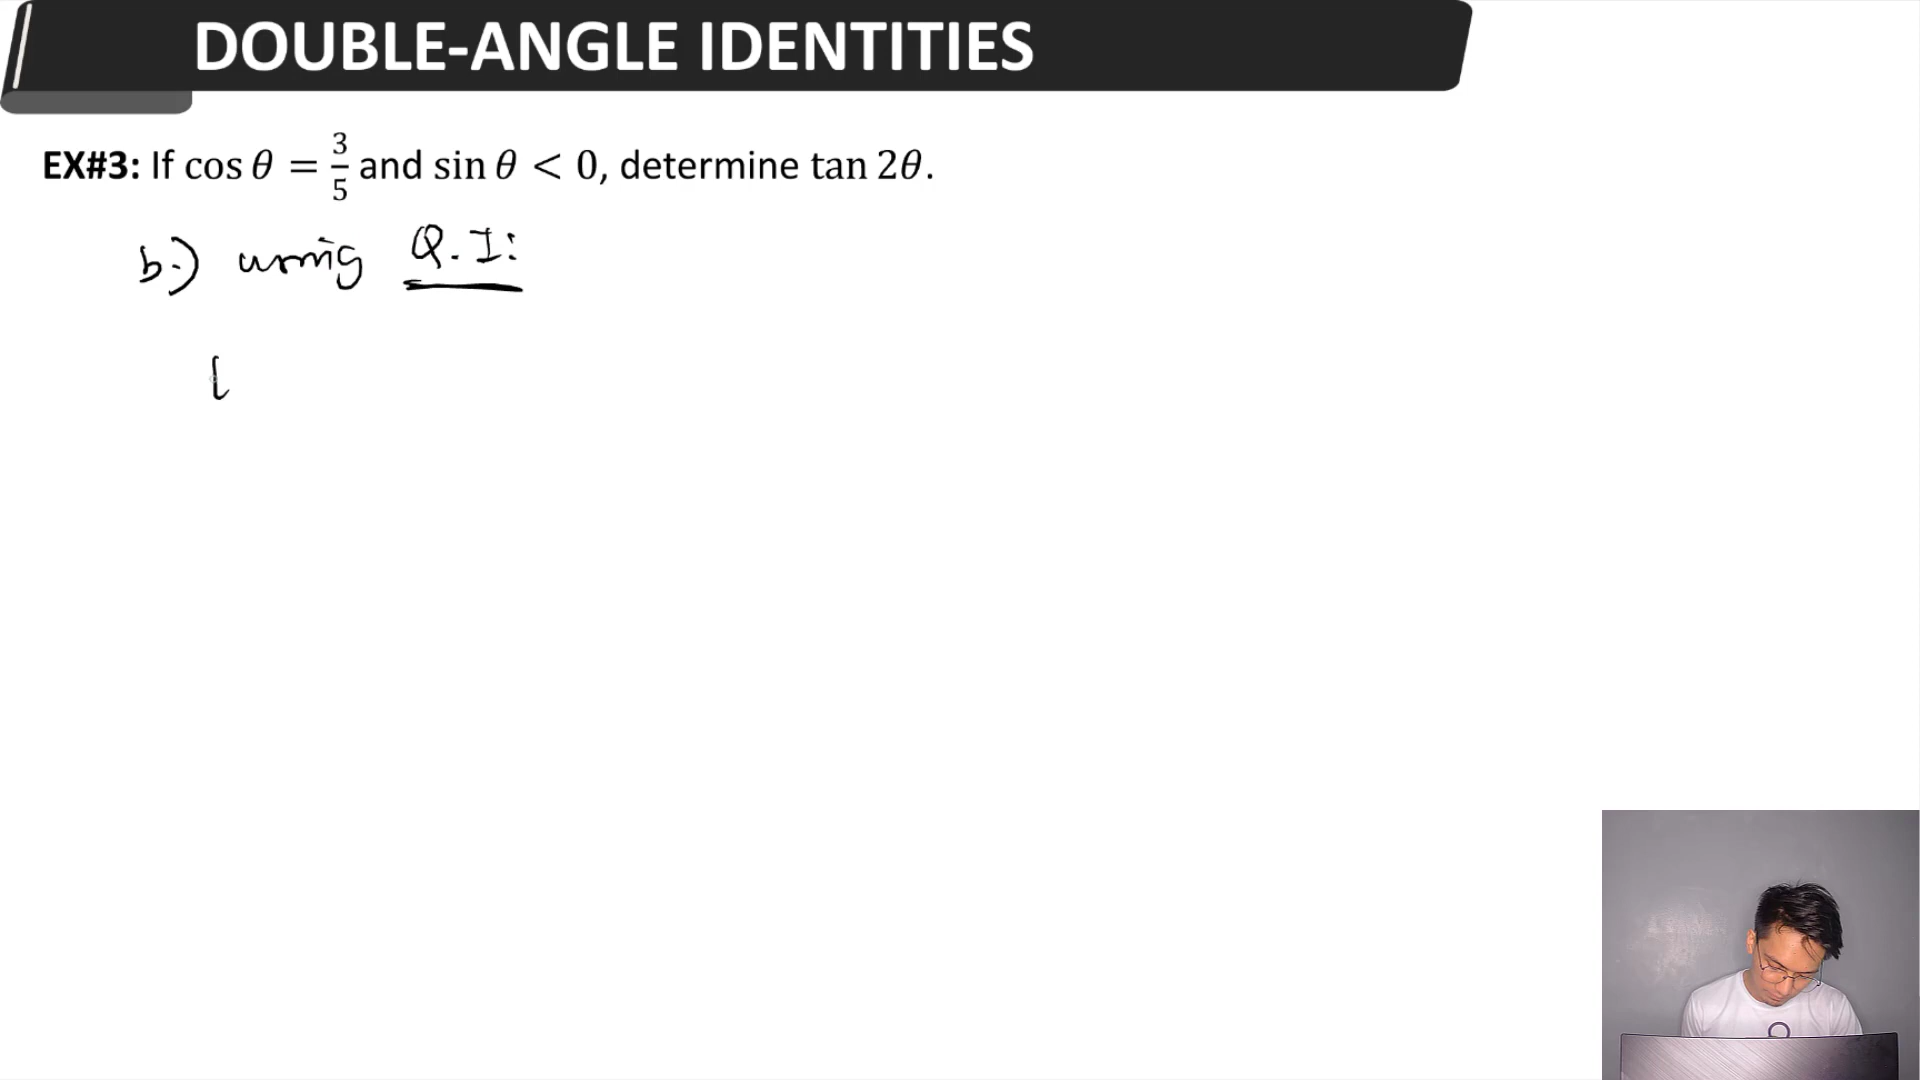 DOUBLE-ANGLE IDENTITIES
EX#3: If cos θ = 3/5 and sin θ < 0, determine tan 2θ.
b.) using Q.I: